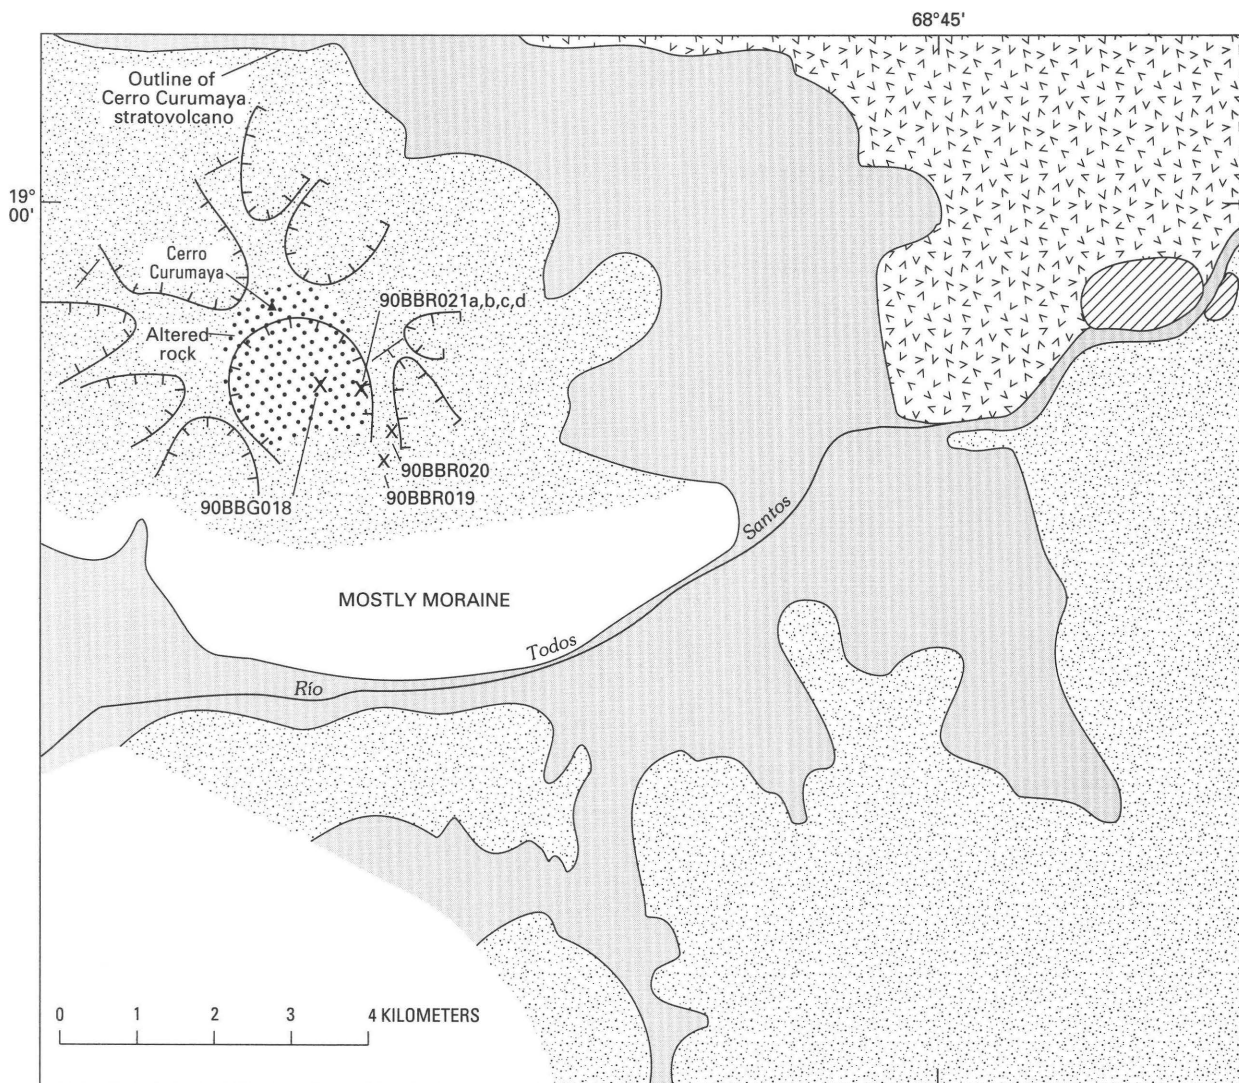 68°45'
Outline of
Cerro Curumaya
stratovolcano
19°
00'
Cerro
Curumaya
90BBR021a,b,c,d
Altered
rock
X
X
X
90BBR020
X
90BBR019
90BBG018
Santos
MOSTLY MORAINE
Todos
Río
0 1 2 3 4 KILOMETERS